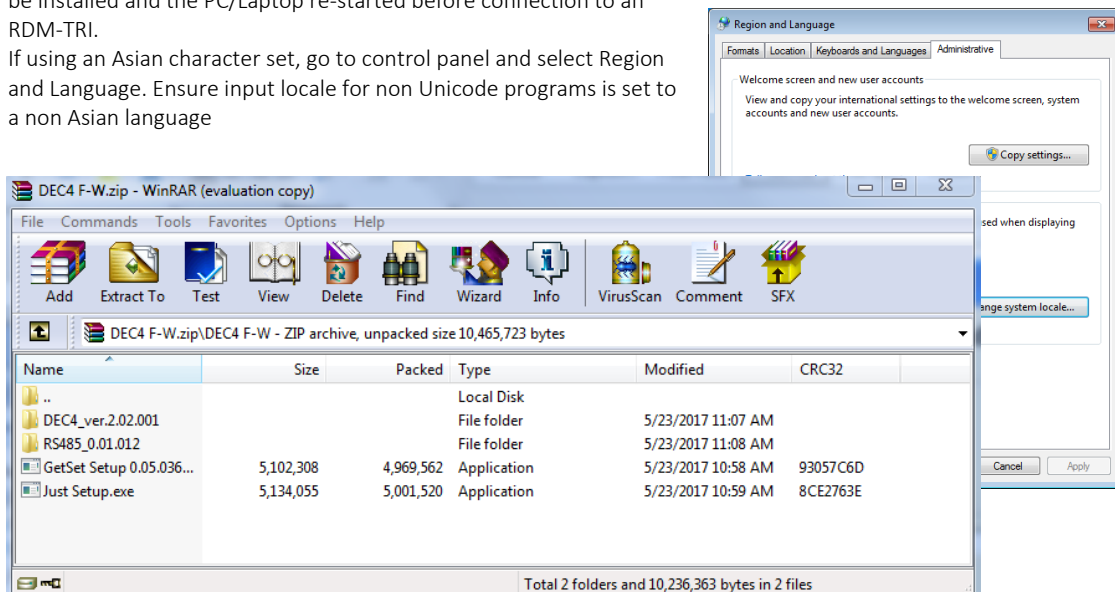 be installed and the PC/Laptop re-started before connection to an
RDM-TRI.
If using an Asian character set, go to control panel and select Region
and Language. Ensure input locale for non Unicode programs is set to
a non Asian language
Region and Language
Formats Location Keyboards and Languages Administrative
Welcome screen and new user accounts
View and copy your international settings to the welcome screen, system
accounts and new user accounts.
Copy settings...
sed when displaying
ange system locale...
Cancel Apply
DEC4 F-W.zip - WinRAR (evaluation copy)
File Commands Tools Favorites Options Help
Add Extract To Test View Delete Find Wizard Info VirusScan Comment SFX
DEC4 F-W.zip\DEC4 F-W - ZIP archive, unpacked size 10,465,723 bytes
Name Size Packed Type Modified CRC32
.. Local Disk
DEC4_ver.2.02.001 File folder 5/23/2017 11:07 AM
RS485_0.01.012 File folder 5/23/2017 11:08 AM
GetSet Setup 0.05.036... 5,102,308 4,969,562 Application 5/23/2017 10:58 AM 93057C6D
Just Setup.exe 5,134,055 5,001,520 Application 5/23/2017 10:59 AM 8CE2763E
Total 2 folders and 10,236,363 bytes in 2 files